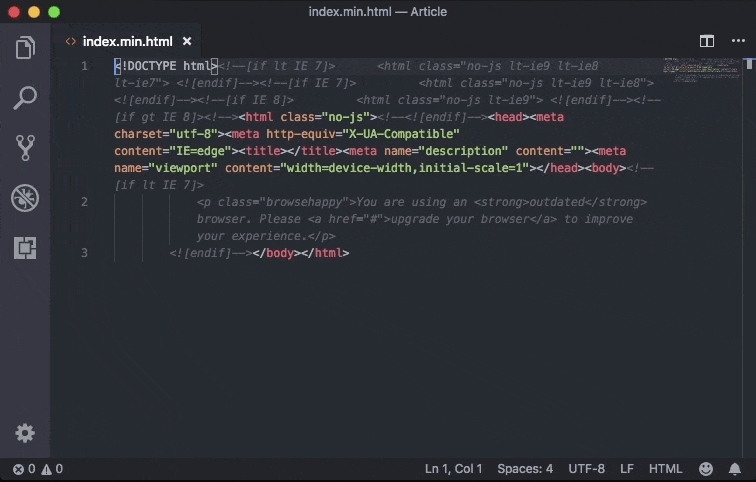 index.min.html — Article
<> index.min.html ×
1 <!DOCTYPE html><!--[if lt IE 7]>      <html class="no-js lt-ie9 lt-ie8
lt-ie7"> <![endif]--><!--[if IE 7]>         <html class="no-js lt-ie9 lt-ie8">
<![endif]--><!--[if IE 8]>         <html class="no-js lt-ie9"> <![endif]--><!--
[if gt IE 8]><!--><html class="no-js"><!--<![endif]--><head><meta
charset="utf-8"><meta http-equiv="X-UA-Compatible"
content="IE=edge"><title></title><meta name="description" content=""><meta
name="viewport" content="width=device-width,initial-scale=1"></head><body><!--
[if lt IE 7]>
2 <p class="browsehappy">You are using an <strong>outdated</strong>
browser. Please <a href="#">upgrade your browser</a> to improve
your experience.</p>
3 <![endif]--></body></html>
0 0 Ln 1, Col 1 Spaces: 4 UTF-8 LF HTML